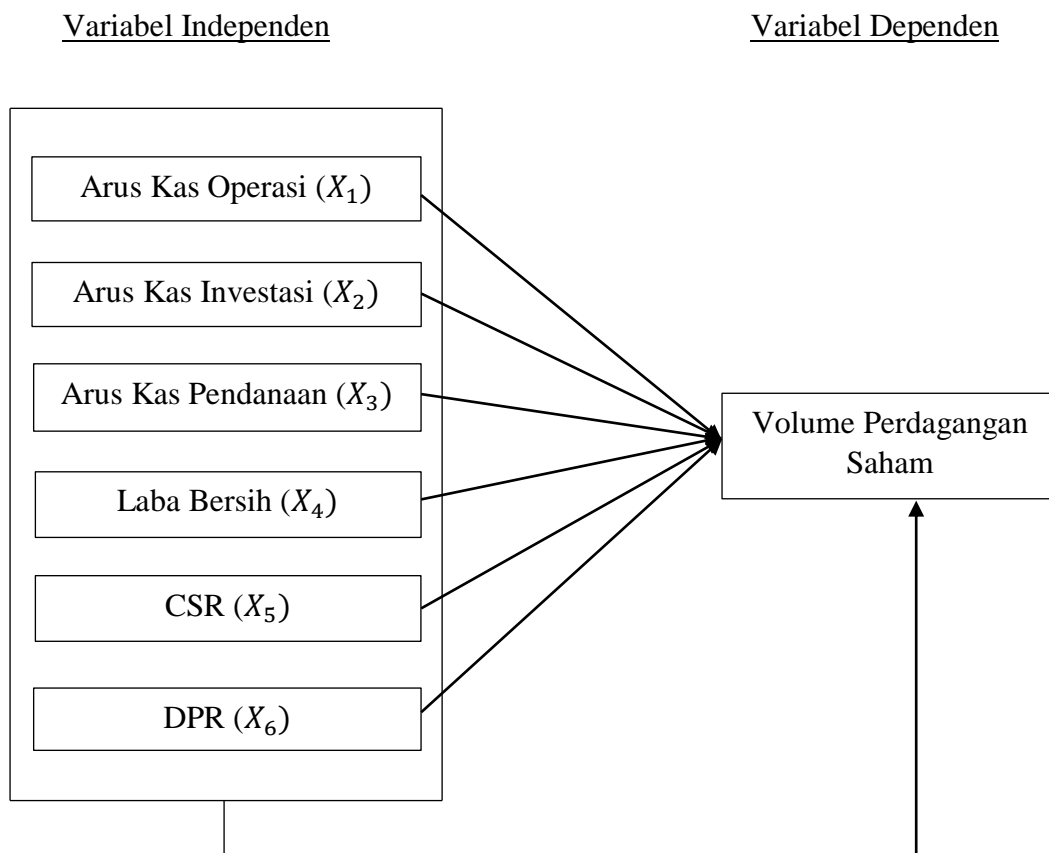 Variabel Independen
Variabel Dependen
Arus Kas Operasi (𝑋1)
Arus Kas Investasi (𝑋2)
Arus Kas Pendanaan (𝑋3)
Laba Bersih (𝑋4)
CSR (𝑋5)
DPR (𝑋6)
Volume Perdagangan
Saham